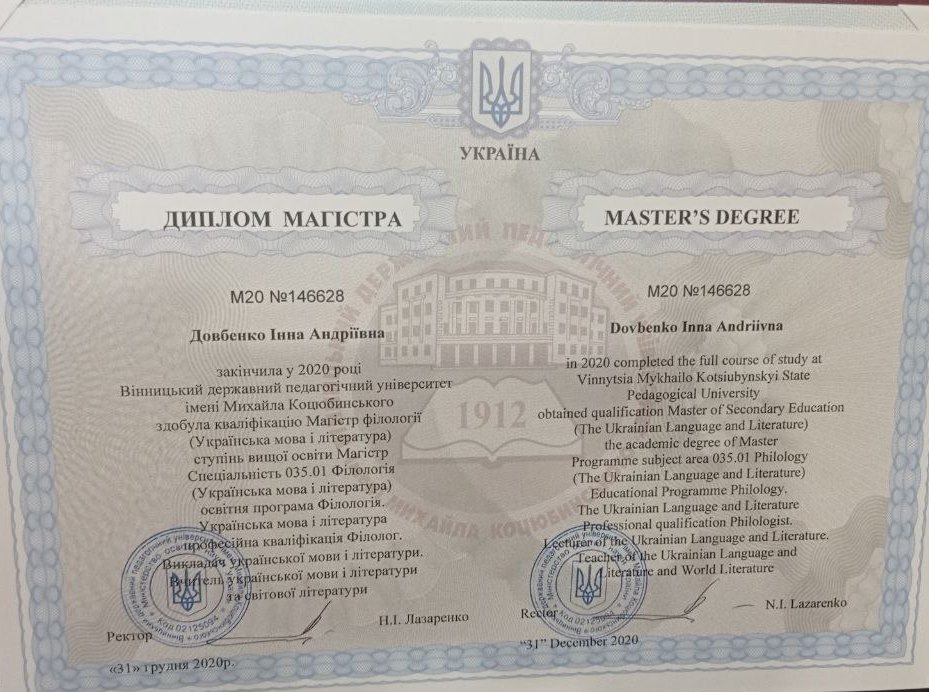 УКРАЇНА
ДИПЛОМ МАГІСТРА
М20 №146628
Довбенко Інна Андріївна
закінчила у 2020 році
Вінницький державний педагогічний університет
імені Михайла Коцюбинського
здобула кваліфікацію Магістр філології
(Українська мова і література)
ступінь вищої освіти Магістр
Спеціальність 035.01 Філологія
(Українська мова і література)
освітня програма Філологія.
Українська мова і література
професійна кваліфікація Філолог.
Викладач української мови і літератури.
Вчитель української мови і літератури
та світової літератури
Ректор
Н.І. Лазаренко
«31» грудня 2020р.
MASTER'S DEGREE
М20 №146628
Dovbenko Inna Andriivna
in 2020 completed the full course of study at
Vinnytsia Mykhailo Kotsiubynskyi State
Pedagogical University
obtained qualification Master of Secondary Education
(The Ukrainian Language and Literature)
the academic degree of Master
Programme subject area 035.01 Philology
(The Ukrainian Language and Literature)
Educational Programme Philology.
The Ukrainian Language and Literature
Professional qualification Philologist.
Lecturer of the Ukrainian Language and Literature.
Teacher of the Ukrainian Language and
Literature and World Literature
Rector
N.I. Lazarenko
"31" December 2020
1912
Код 02125094